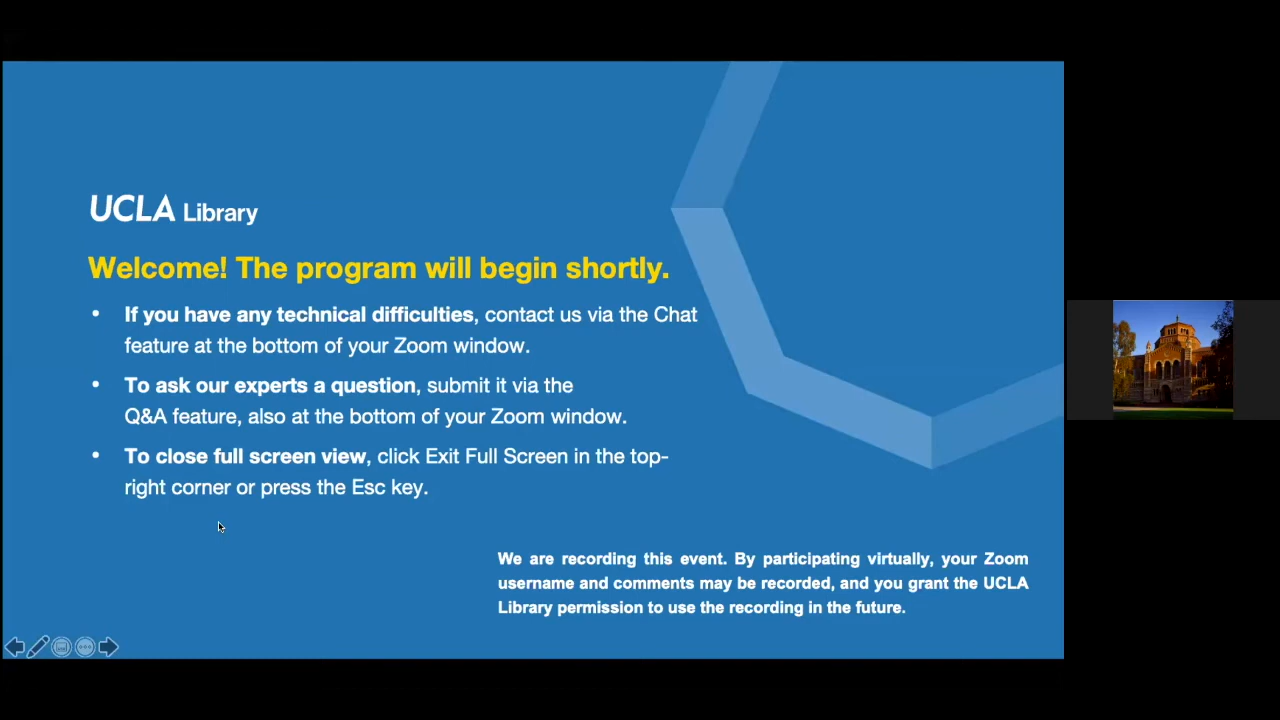 UCLA Library
Welcome! The program will begin shortly.
• If you have any technical difficulties, contact us via the Chat
feature at the bottom of your Zoom window.
• To ask our experts a question, submit it via the
Q&A feature, also at the bottom of your Zoom window.
• To close full screen view, click Exit Full Screen in the top-
right corner or press the Esc key.
We are recording this event. By participating virtually, your Zoom
username and comments may be recorded, and you grant the UCLA
Library permission to use the recording in the future.